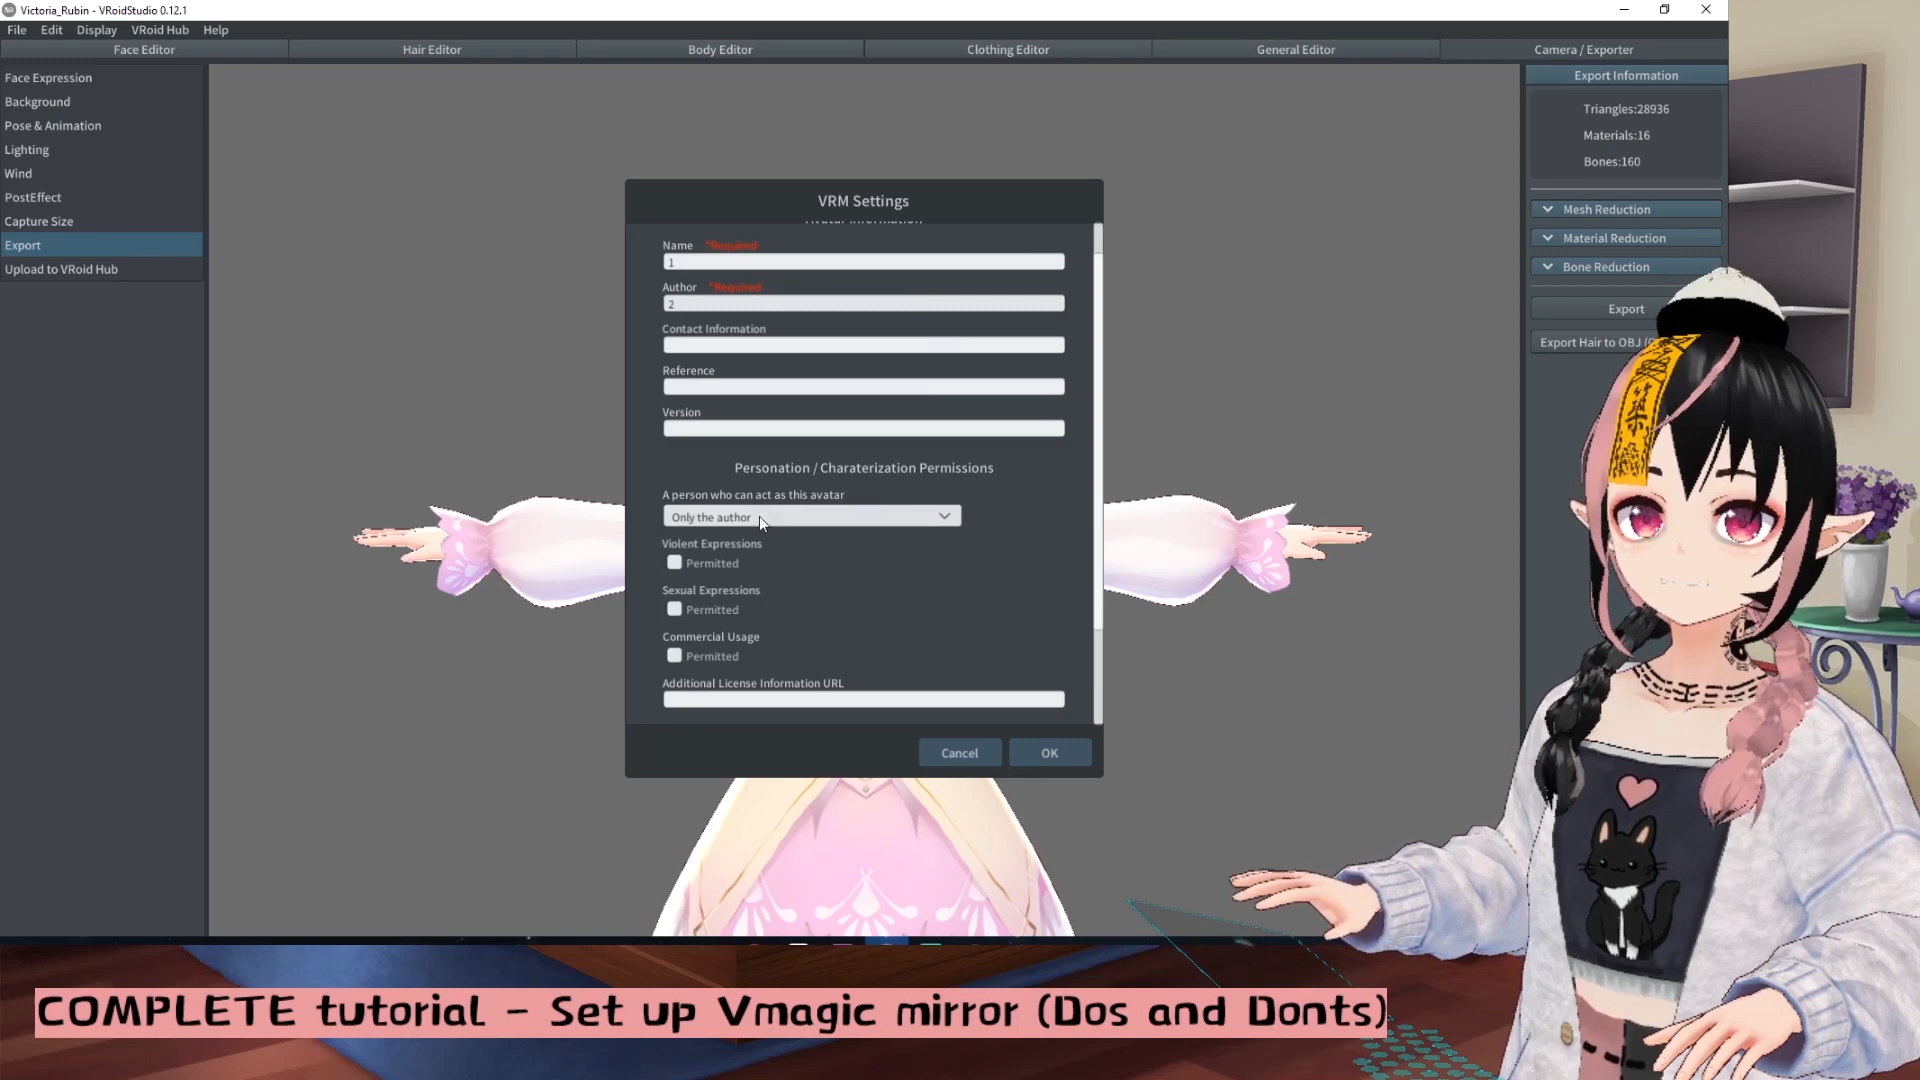 Victoria_Rubin - VRoidStudio 0.12.1
File Edit Display VRoid Hub Help
Face Editor Hair Editor Body Editor Clothing Editor General Editor Camera / Exporter
Face Expression
Background
Pose & Animation
Lighting
Wind
PostEffect
Capture Size
Export
Upload to VRoid Hub
VRM Settings
Avatar Information
Name *Required
1
Author *Required
2
Contact Information
Reference
Version
Personation / Charaterization Permissions
A person who can act as this avatar
Only the author
Violent Expressions
Permitted
Sexual Expressions
Permitted
Commercial Usage
Permitted
Additional License Information URL
Cancel OK
Export Information
Triangles:28936
Materials:16
Bones:160
Mesh Reduction
Material Reduction
Bone Reduction
Export
Export Hair to OBJ (
COMPLETE tutorial - Set up Vmagic mirror (Dos and Donts)